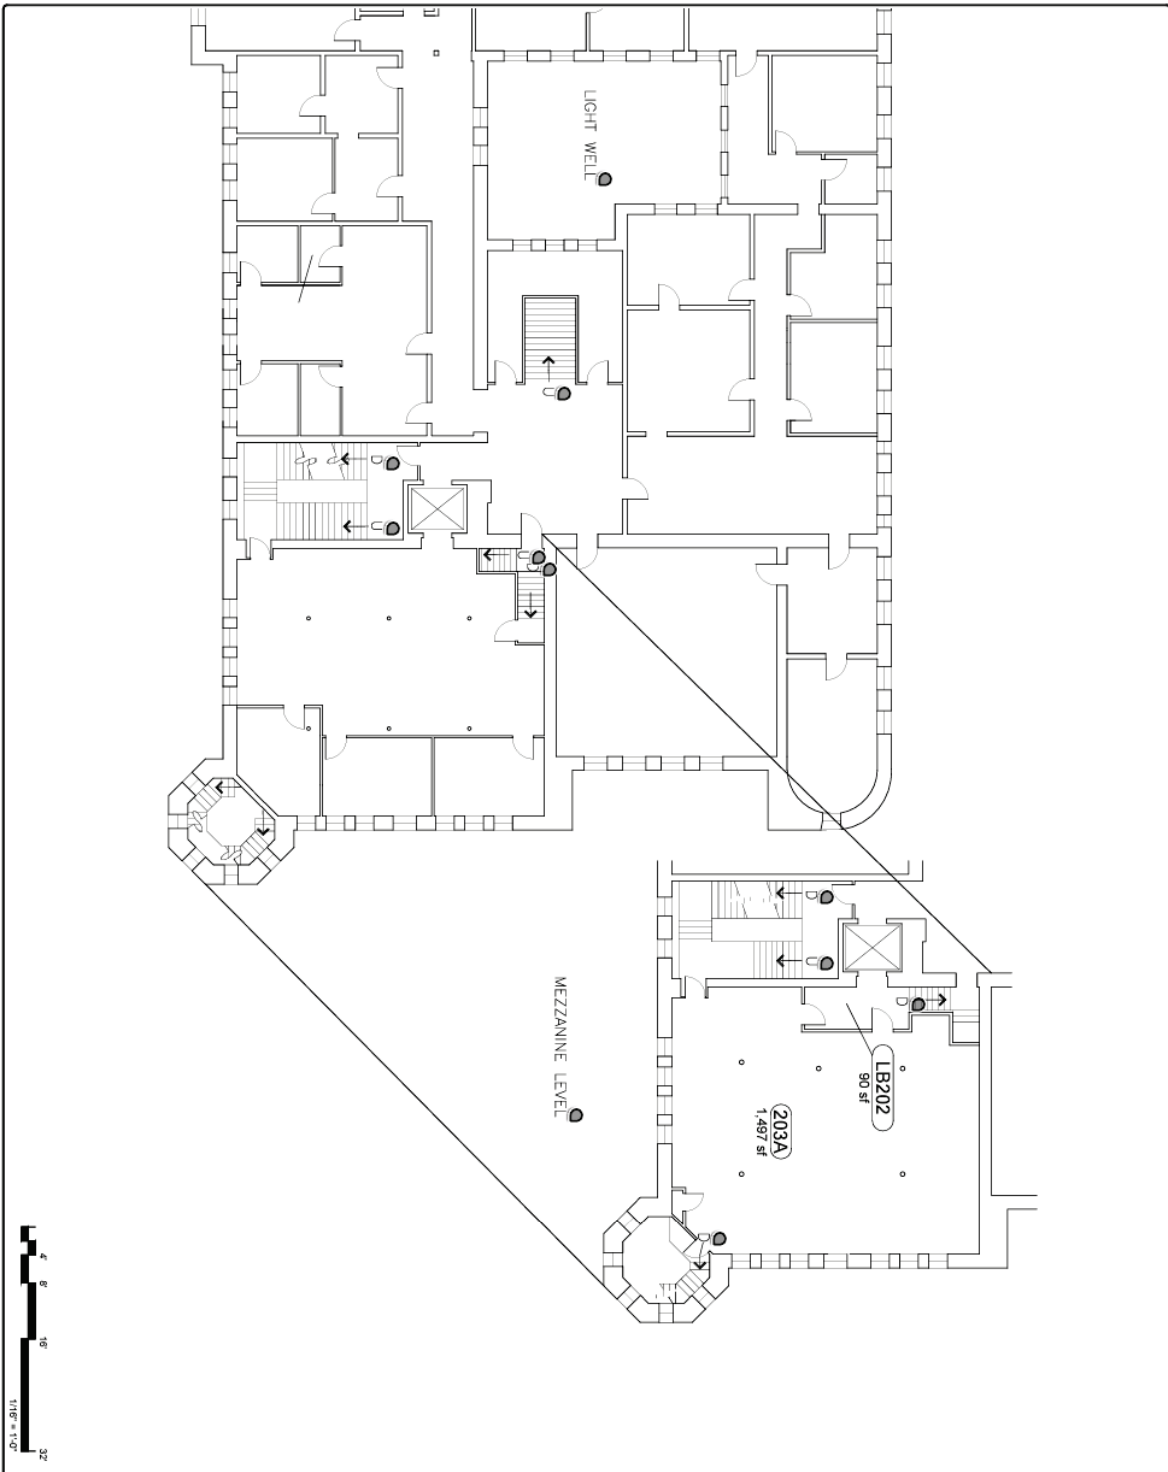 LIGHT WELL
MEZZANINE LEVEL
LB202
90 sf
203A
1,497 sf
4'
8'
16'
32'
1/16" = 1'-0"